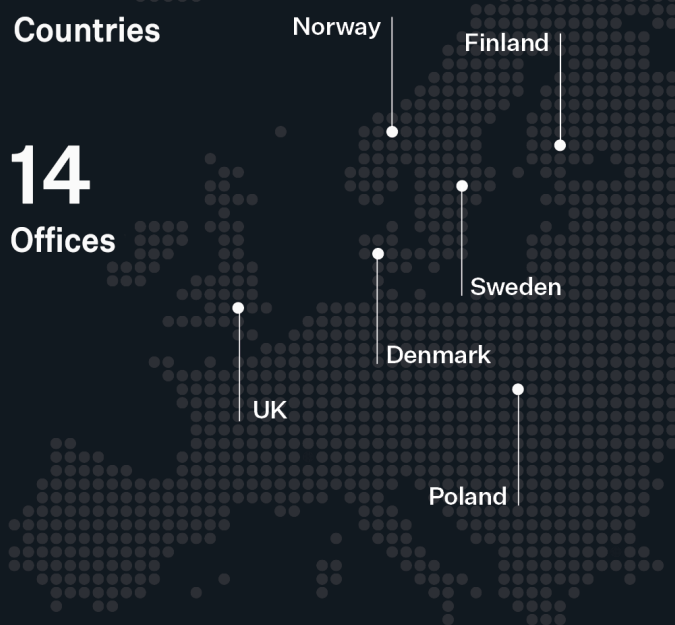 Countries
Norway
Finland
14
Offices
Sweden
Denmark
UK
Poland